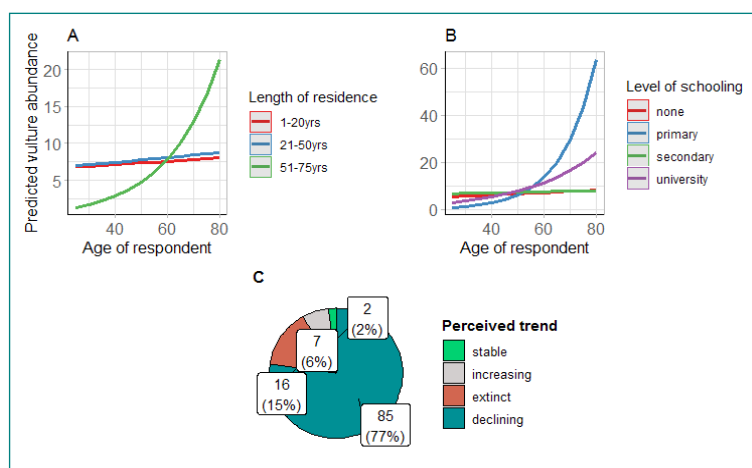 A
Predicted vulture abundance
20
15
10
5
40
60
80
Age of respondent
Length of residence
1-20yrs
21-50yrs
51-75yrs
B
60
40
20
0
40
60
80
Age of respondent
Level of schooling
none
primary
secondary
university
C
2
(2%)
7
(6%)
16
(15%)
85
(77%)
Perceived trend
stable
increasing
extinct
declining